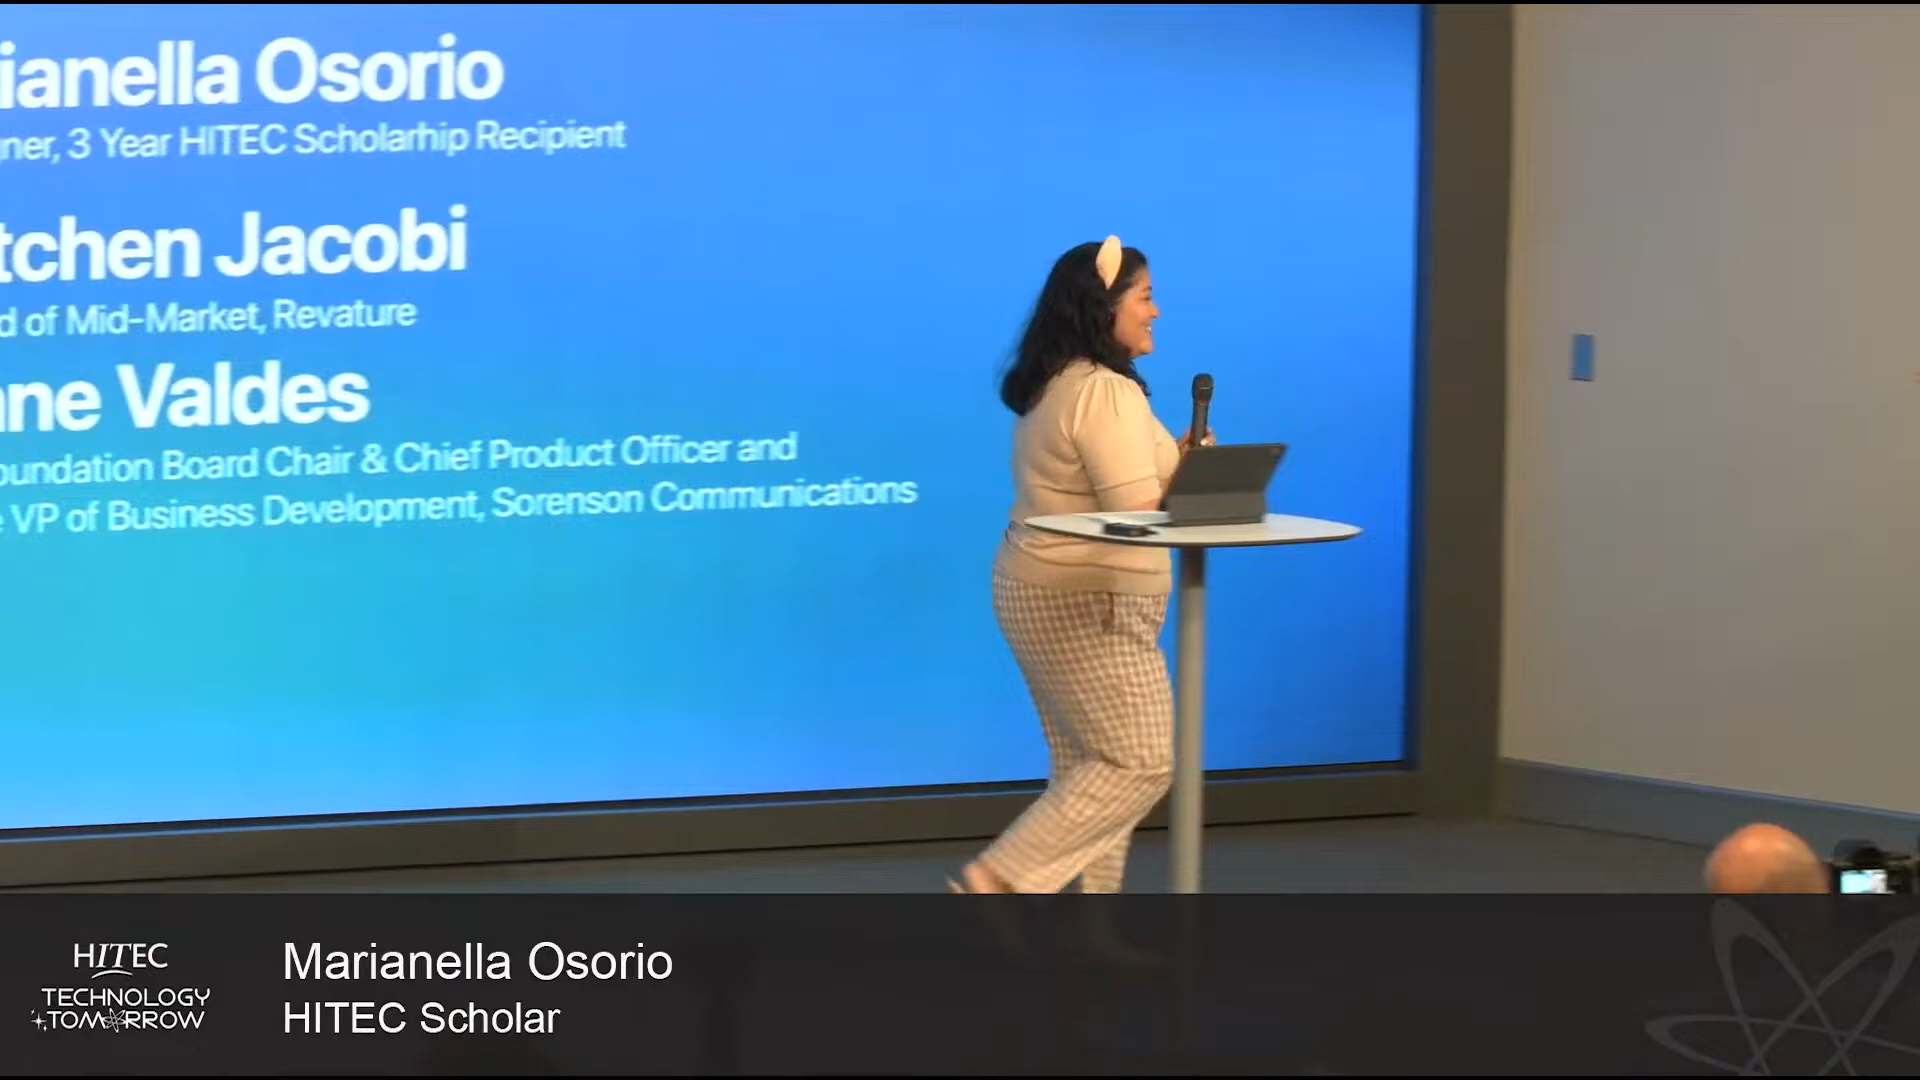 ianella Osorio
ner, 3 Year HITEC Scholarhip Recipient
tchen Jacobi
d of Mid-Market, Revature
ne Valdes
oundation Board Chair & Chief Product Officer and
VP of Business Development, Sorenson Communications
HITEC
TECHNOLOGY
TOMORROW
Marianella Osorio
HITEC Scholar